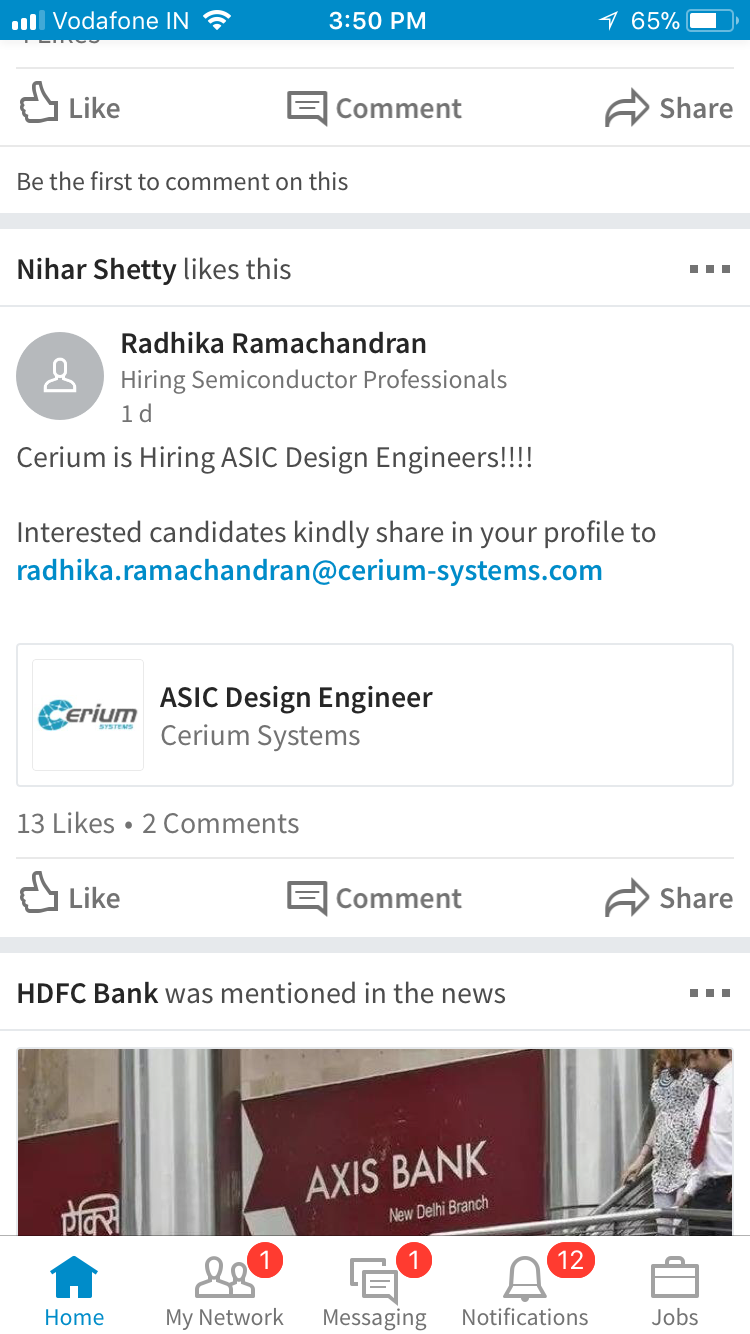 Vodafone IN 3:50 PM 65%
Likes
Like Comment Share
Be the first to comment on this
Nihar Shetty likes this
Radhika Ramachandran
Hiring Semiconductor Professionals
1 d
Cerium is Hiring ASIC Design Engineers!!!!
Interested candidates kindly share in your profile to
radhika.ramachandran@cerium-systems.com
Cerium
SYSTEMS
ASIC Design Engineer
Cerium Systems
13 Likes • 2 Comments
Like Comment Share
HDFC Bank was mentioned in the news
AXIS BANK
New Delhi Branch
ऐक्सि
1 1 12
Home My Network Messaging Notifications Jobs